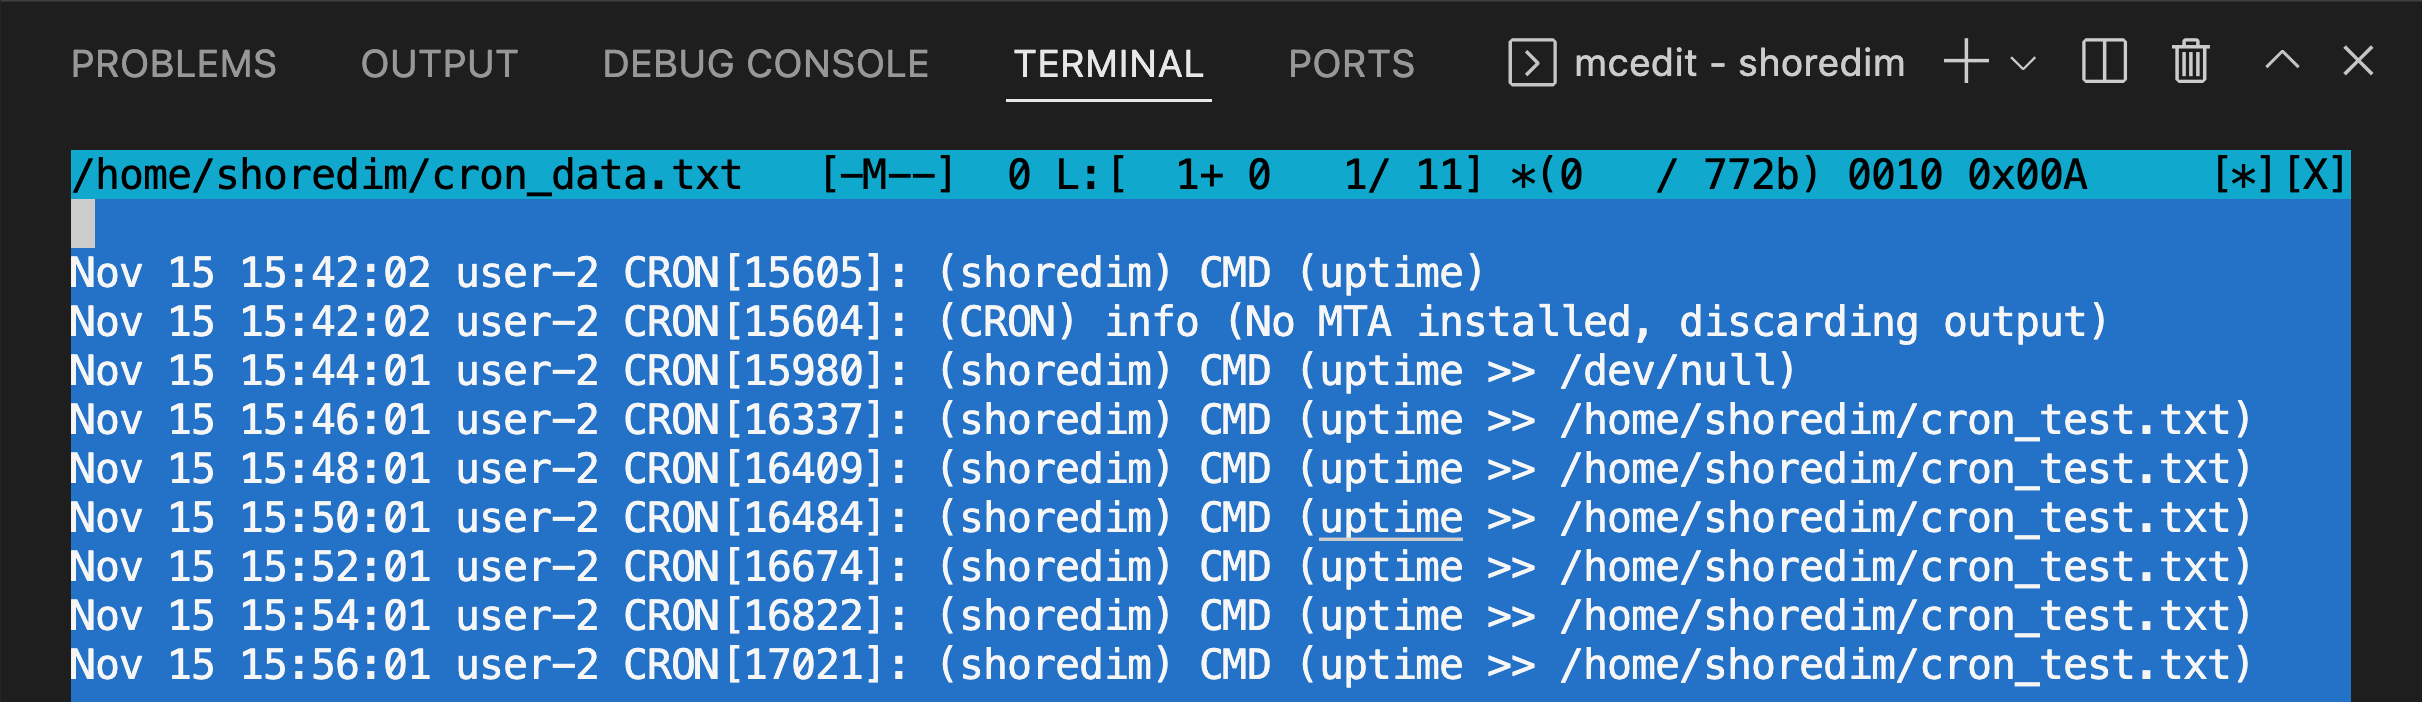 PROBLEMS OUTPUT DEBUG CONSOLE TERMINAL PORTS mcedit - shoredim
/home/shoredim/cron_data.txt [-M--] 0 L:[ 1+ 0 1/ 11] *(0 / 772b) 0010 0x00A [*][X]
Nov 15 15:42:02 user-2 CRON[15605]: (shoredim) CMD (uptime)
Nov 15 15:42:02 user-2 CRON[15604]: (CRON) info (No MTA installed, discarding output)
Nov 15 15:44:01 user-2 CRON[15980]: (shoredim) CMD (uptime >> /dev/null)
Nov 15 15:46:01 user-2 CRON[16337]: (shoredim) CMD (uptime >> /home/shoredim/cron_test.txt)
Nov 15 15:48:01 user-2 CRON[16409]: (shoredim) CMD (uptime >> /home/shoredim/cron_test.txt)
Nov 15 15:50:01 user-2 CRON[16484]: (shoredim) CMD (uptime >> /home/shoredim/cron_test.txt)
Nov 15 15:52:01 user-2 CRON[16674]: (shoredim) CMD (uptime >> /home/shoredim/cron_test.txt)
Nov 15 15:54:01 user-2 CRON[16822]: (shoredim) CMD (uptime >> /home/shoredim/cron_test.txt)
Nov 15 15:56:01 user-2 CRON[17021]: (shoredim) CMD (uptime >> /home/shoredim/cron_test.txt)